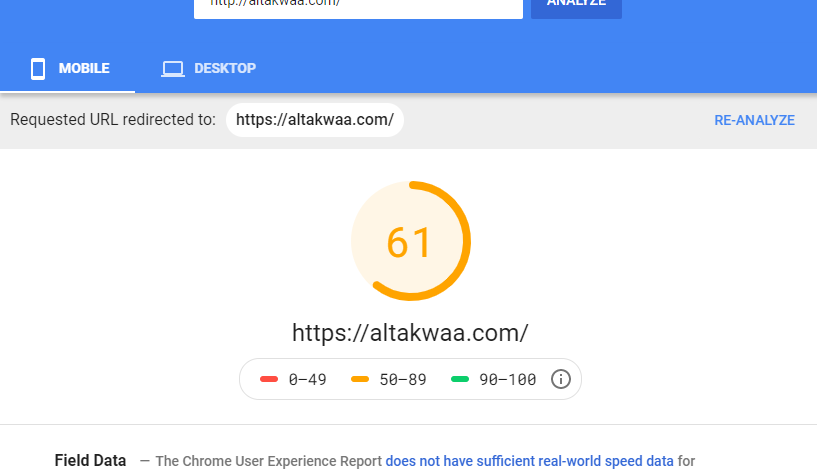 http://altakwaa.com/
ANALYZE
MOBILE
DESKTOP
Requested URL redirected to: https://altakwaa.com/
RE-ANALYZE
61
https://altakwaa.com/
0–49 50–89 90–100
Field Data — The Chrome User Experience Report does not have sufficient real-world speed data for